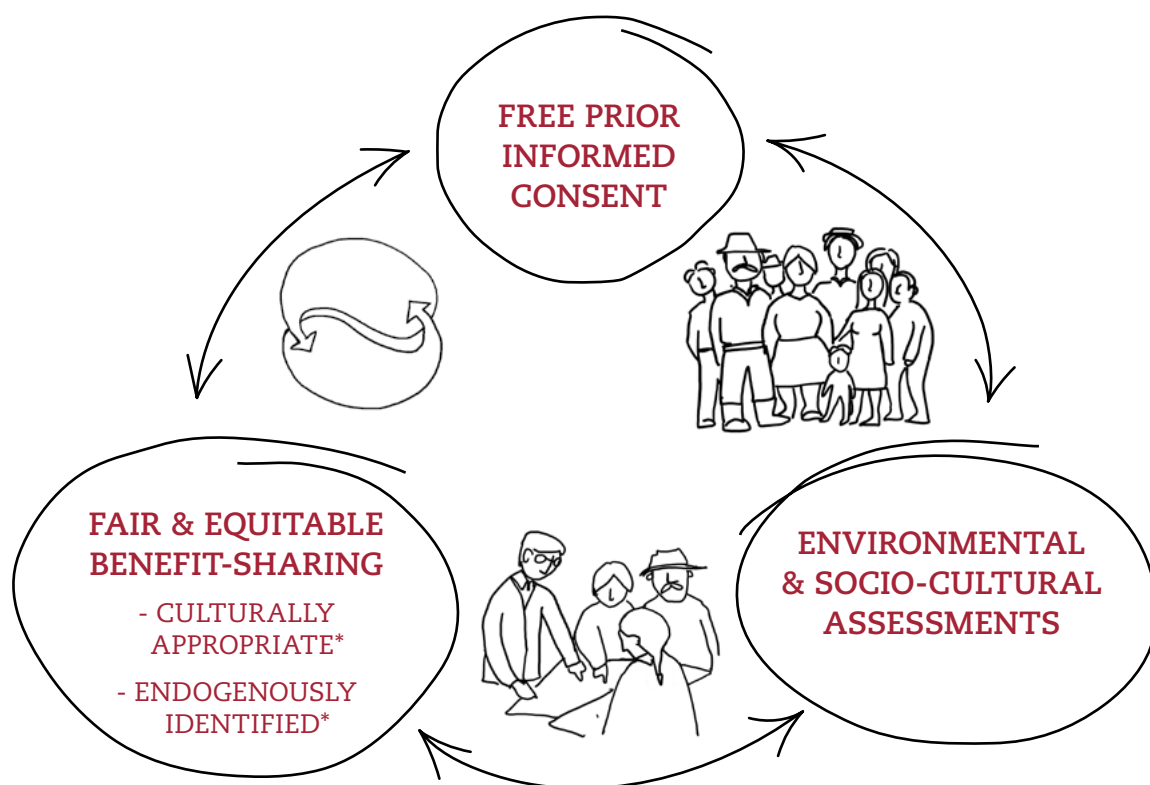 FREE PRIOR
INFORMED
CONSENT
FAIR & EQUITABLE
BENEFIT-SHARING
- CULTURALLY
APPROPRIATE*
- ENDOGENOUSLY
IDENTIFIED*
ENVIRONMENTAL
& SOCIO-CULTURAL
ASSESSMENTS